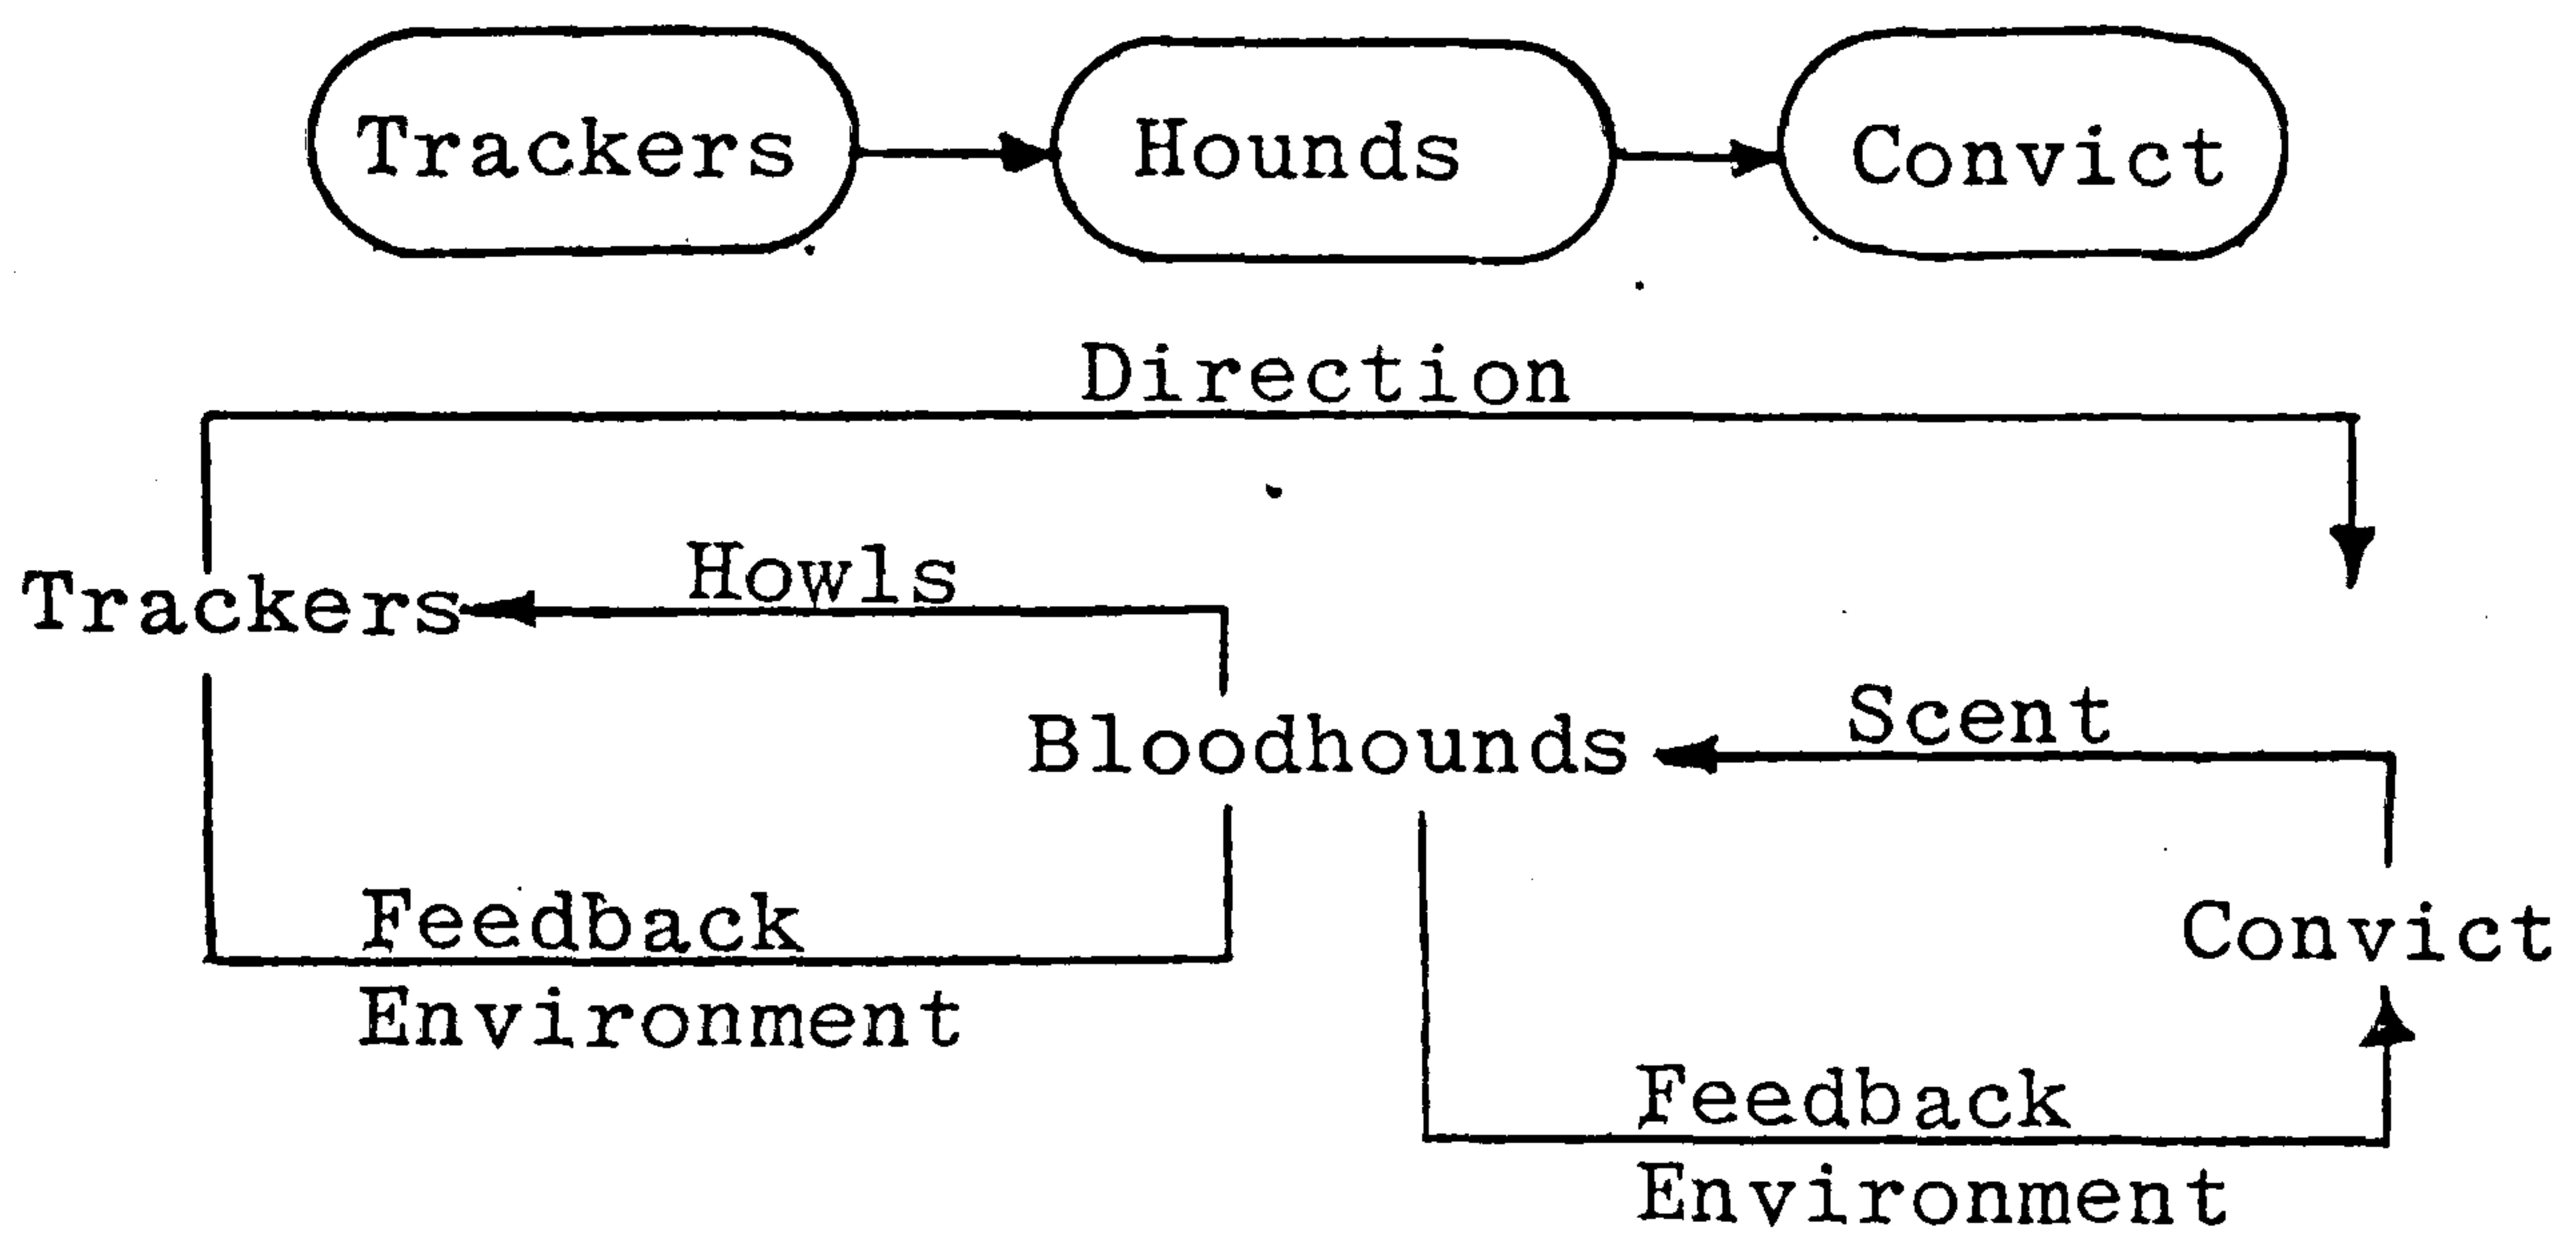 Trackers Hounds Convict
Direction
Howls
Trackers
Scent
Bloodhounds
Feedback
Convict
Environment
Feedback
Environment